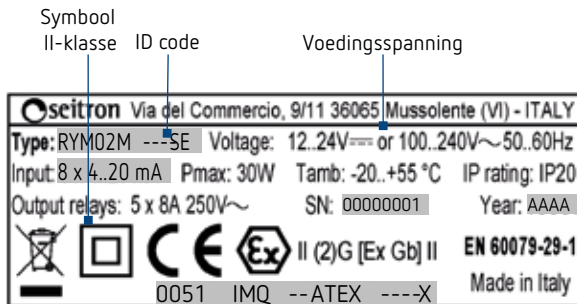 Symbool
II-klasse
ID code
Voedingsspanning
seitron Via del Commercio, 9/11 36065 Mussolente (VI) - ITALY
Type: RYM02M ---SE Voltage: 12..24V⎓ or 100..240V~50..60Hz
Input: 8 x 4..20 mA Pmax: 30W Tamb: -20..+55 °C IP rating: IP20
Output relays: 5 x 8A 250V~ SN: 00000001 Year: AAAA
CE Ex II (2)G [Ex Gb] II EN 60079-29-1
0051 IMQ --ATEX ----X Made in Italy